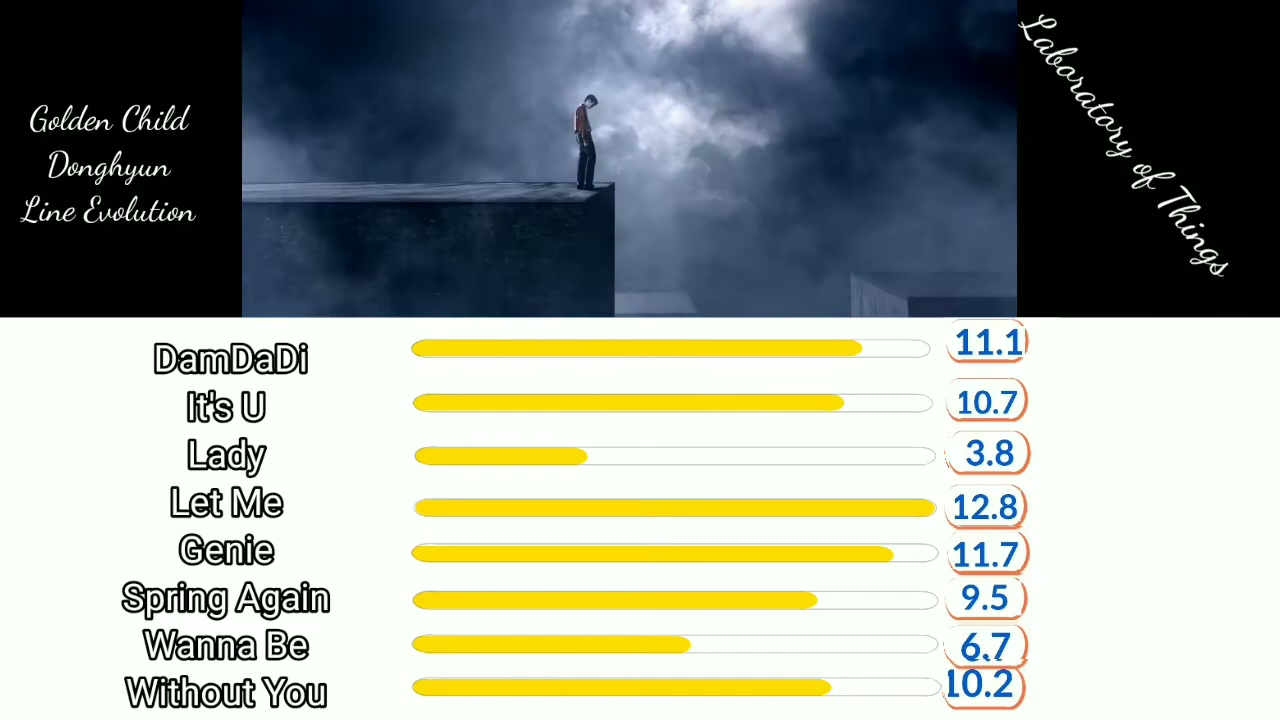 Golden Child
Donghyun
Line Evolution
Laboratory of Things
DamDaDi 11.1
It's U 10.7
Lady 3.8
Let Me 12.8
Genie 11.7
Spring Again 9.5
Wanna Be 6.7
Without You 10.2